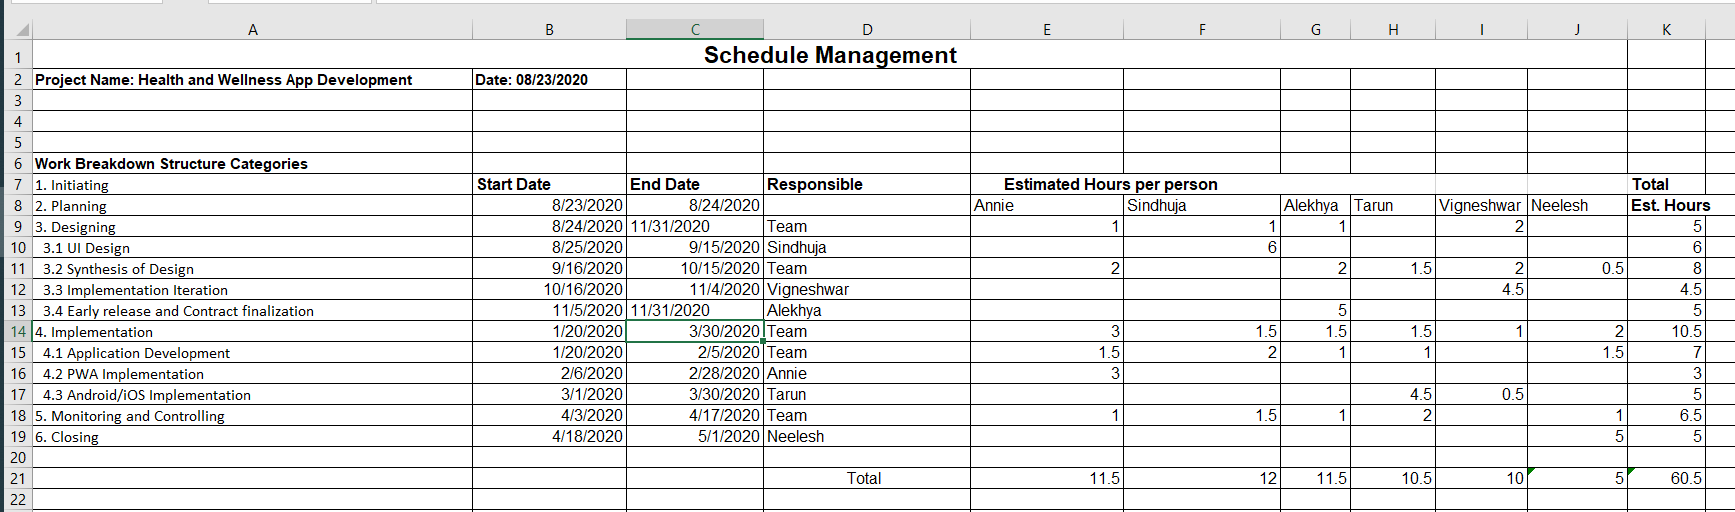 A B C D E F G H I J K
1 Schedule Management
2 Project Name: Health and Wellness App Development Date: 08/23/2020
3
4
5
6 Work Breakdown Structure Categories
7 1. Initiating Start Date End Date Responsible Estimated Hours per person Total
8 2. Planning 8/23/2020 8/24/2020 Annie Sindhuja Alekhya Tarun Vigneshwar Neelesh Est. Hours
9 3. Designing 8/24/2020 11/31/2020 Team 1 1 1 2 5
10 3.1 UI Design 8/25/2020 9/15/2020 Sindhuja 6 6
11 3.2 Synthesis of Design 9/16/2020 10/15/2020 Team 2 2 1.5 2 0.5 8
12 3.3 Implementation Iteration 10/16/2020 11/4/2020 Vigneshwar 4.5 4.5
13 3.4 Early release and Contract finalization 11/5/2020 11/31/2020 Alekhya 5 5
14 4. Implementation 1/20/2020 3/30/2020 Team 3 1.5 1.5 1.5 1 2 10.5
15 4.1 Application Development 1/20/2020 2/5/2020 Team 1.5 2 1 1 1.5 7
16 4.2 PWA Implementation 2/6/2020 2/28/2020 Annie 3 3
17 4.3 Android/iOS Implementation 3/1/2020 3/30/2020 Tarun 4.5 0.5 5
18 5. Monitoring and Controlling 4/3/2020 4/17/2020 Team 1 1.5 1 2 1 6.5
19 6. Closing 4/18/2020 5/1/2020 Neelesh 5 5
20
21 Total 11.5 12 11.5 10.5 10 5 60.5
22